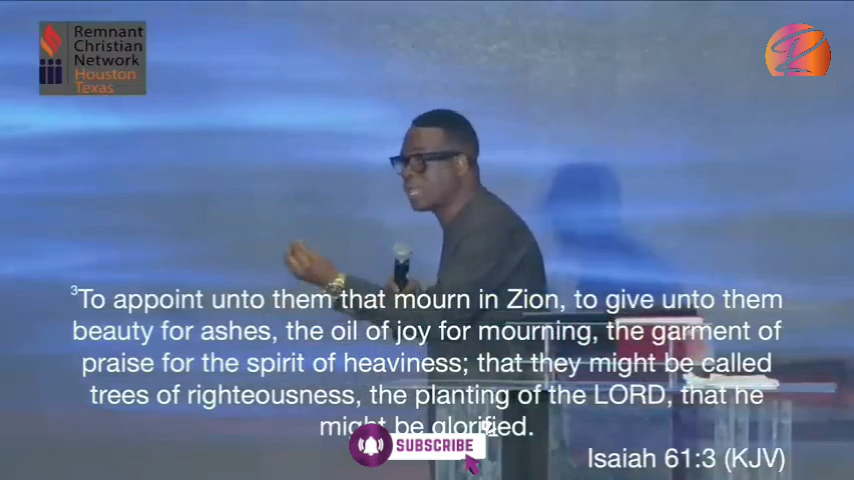 Remnant
Christian
Network
Houston
Texas
3To appoint unto them that mourn in Zion, to give unto them
beauty for ashes, the oil of joy for mourning, the garment of
praise for the spirit of heaviness; that they might be called
trees of righteousness, the planting of the LORD, that he
might be glorified.
SUBSCRIBE
Isaiah 61:3 (KJV)